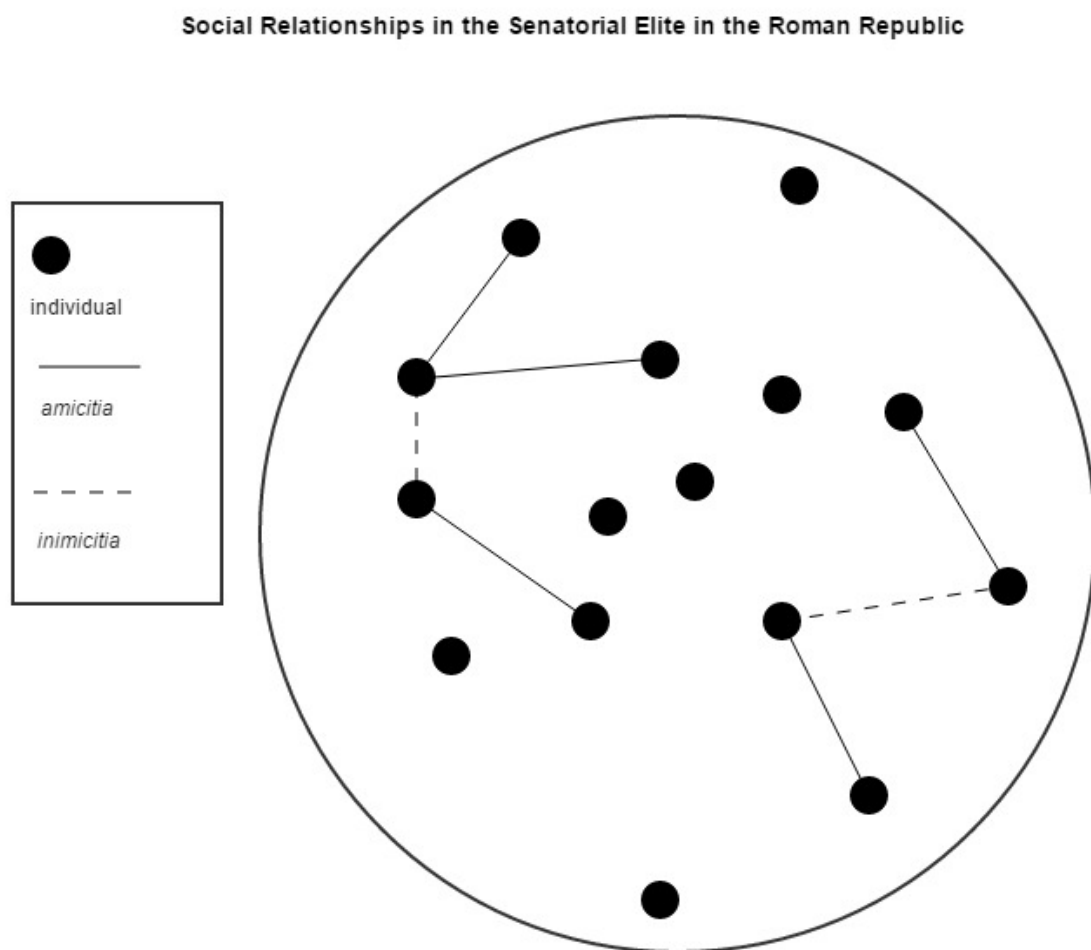 Social Relationships in the Senatorial Elite in the Roman Republic
individual
amicitia
inimicitia